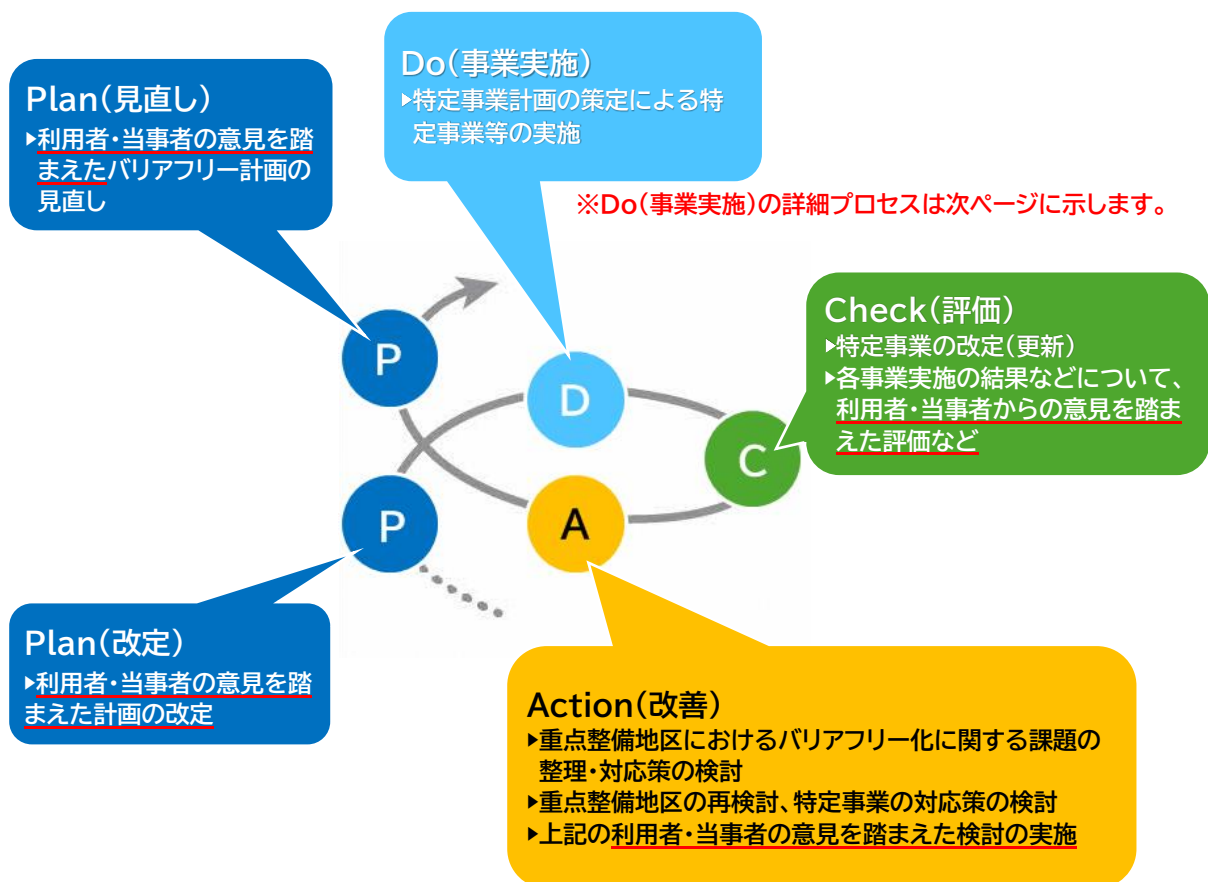 Do(事業実施)
▶特定事業計画の策定による特
定事業等の実施
Plan(見直し)
▶利用者・当事者の意見を踏
まえたバリアフリー計画の
見直し
※Do(事業実施)の詳細プロセスは次ページに示します。
Check(評価)
▶特定事業の改定(更新)
▶各事業実施の結果などについて、
利用者・当事者からの意見を踏ま
えた評価など
P
D
C
P
A
Plan(改定)
▶利用者・当事者の意見を踏
まえた計画の改定
Action(改善)
▶重点整備地区におけるバリアフリー化に関する課題の
整理・対応策の検討
▶重点整備地区の再検討、特定事業の対応策の検討
▶上記の利用者・当事者の意見を踏まえた検討の実施